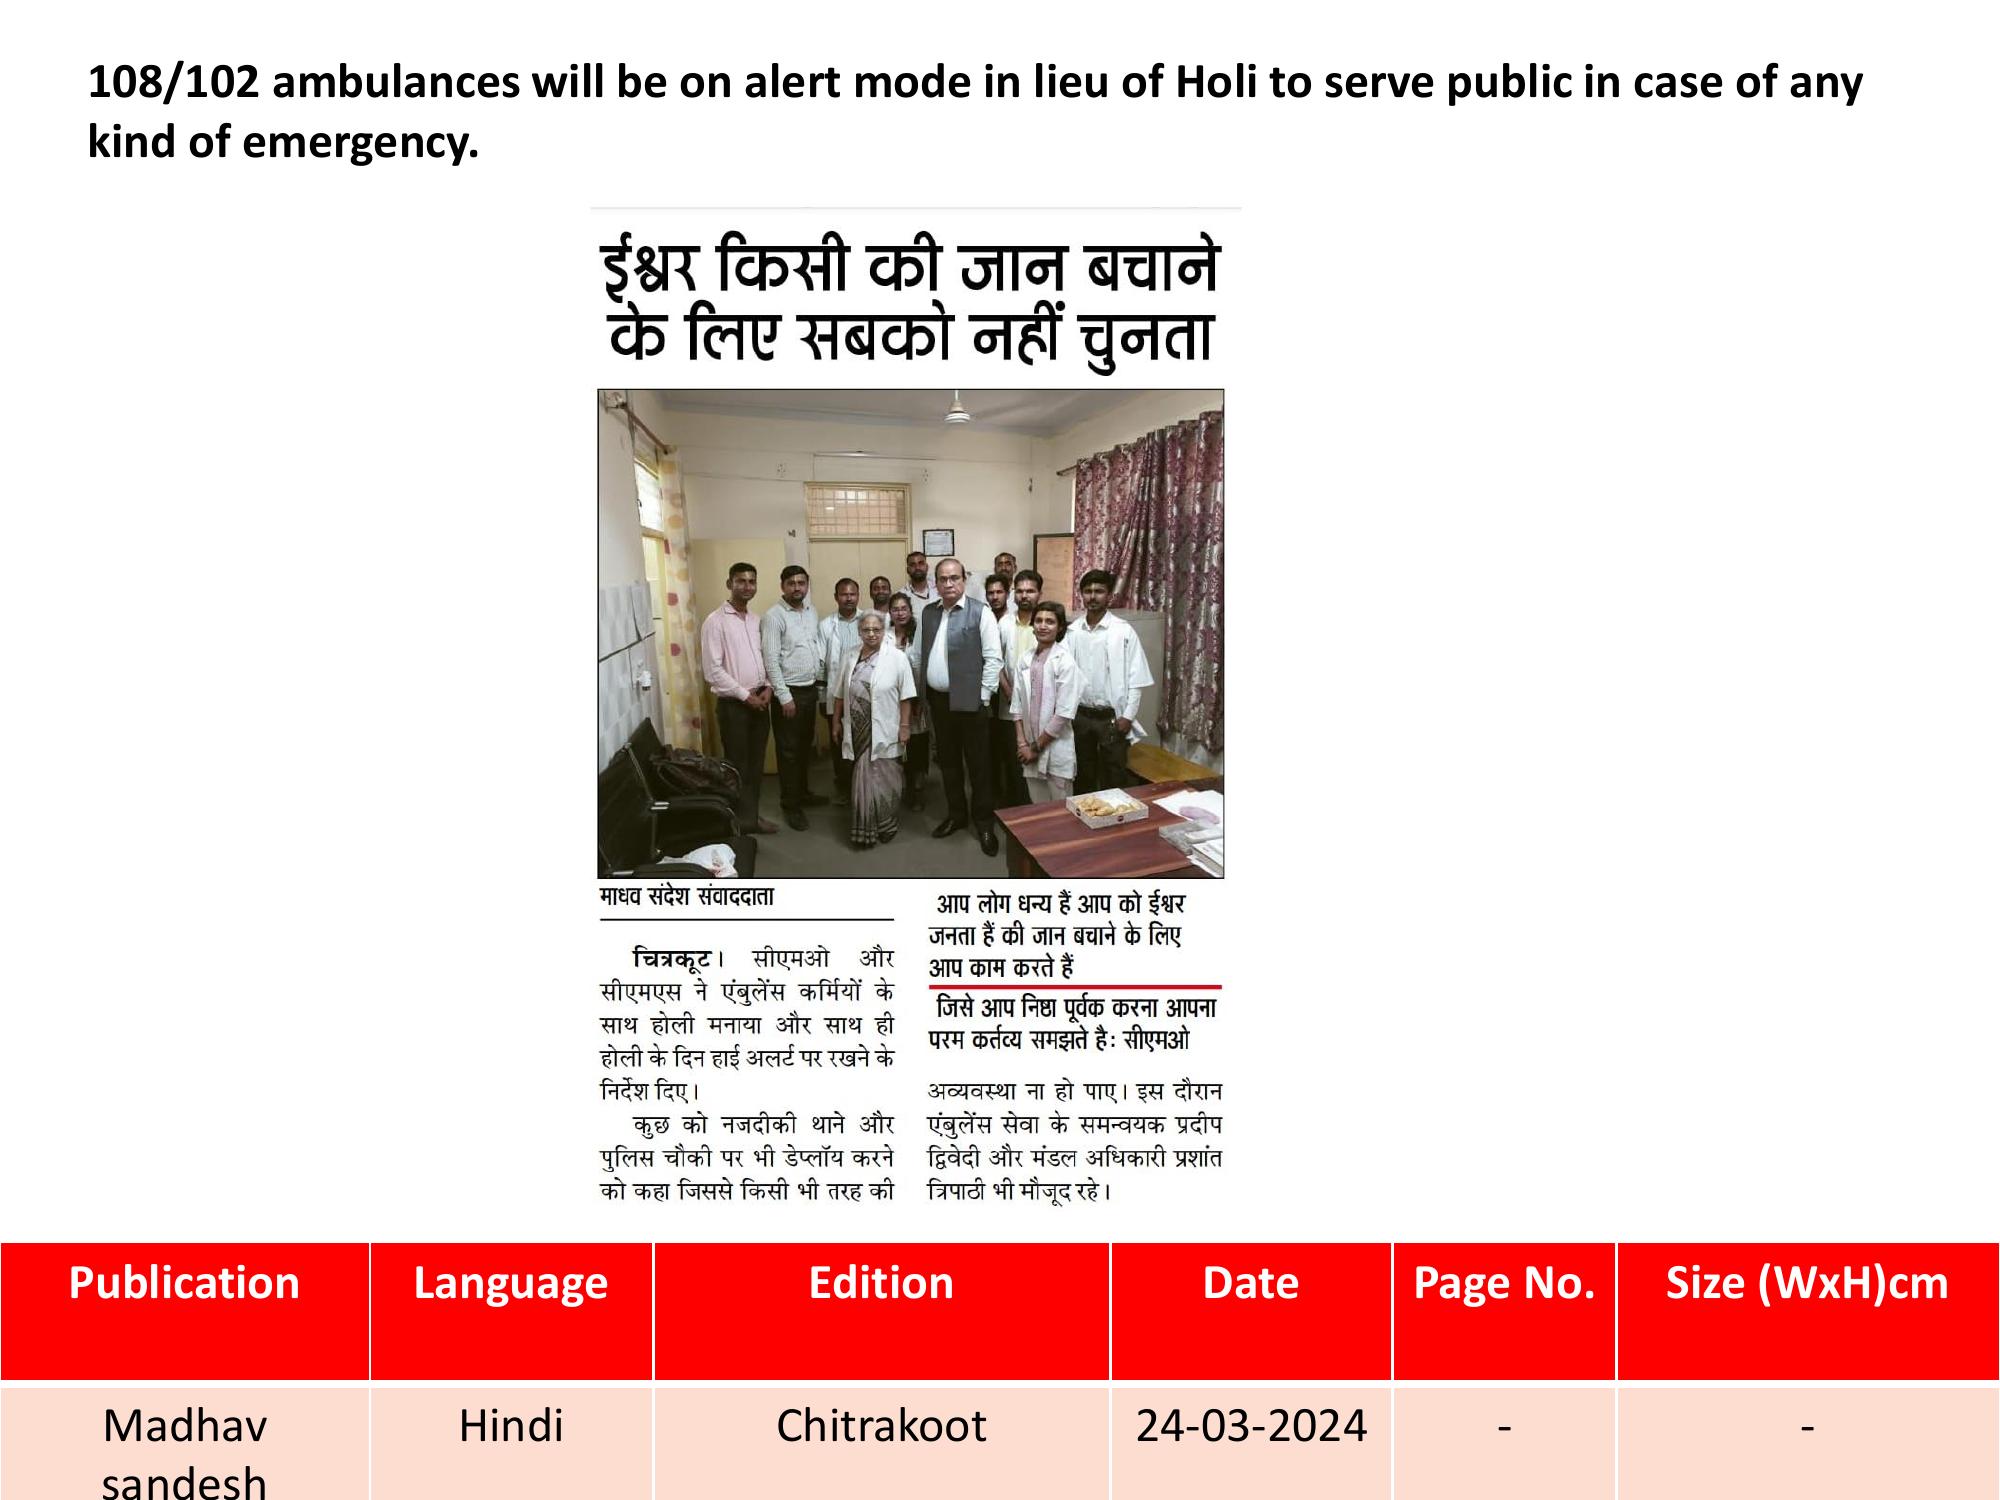 108/102 ambulances will be on alert mode in lieu of Holi to serve public in case of any
kind of emergency.
ईश्वर किसी की जान बचाने
के लिए सबको नहीं चुनता
माधव संदेश संवाददाता
चित्रकूट। सीएमओ और
सीएमएस ने एंबुलेंस कर्मियों के
साथ होली मनाया और साथ ही
होली के दिन हाई अलर्ट पर रखने के
निर्देश दिए।
कुछ को नजदीकी थाने और
पुलिस चौकी पर भी डेप्लॉय करने
को कहा जिससे किसी भी तरह की
आप लोग धन्य हैं आप को ईश्वर
जनता हैं की जान बचाने के लिए
आप काम करते हैं
जिसे आप निष्ठा पूर्वक करना आपना
परम कर्तव्य समझते है: सीएमओ
अव्यवस्था ना हो पाए। इस दौरान
एंबुलेंस सेवा के समन्वयक प्रदीप
द्विवेदी और मंडल अधिकारी प्रशांत
त्रिपाठी भी मौजूद रहे।
Publication Language Edition Date Page No. Size (WxH)cm
Madhav Hindi Chitrakoot 24-03-2024 - -
sandesh